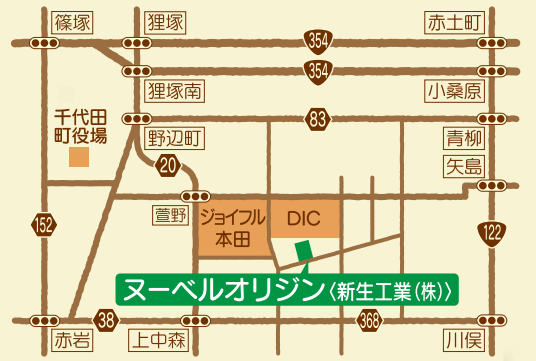 篠塚
狸塚
354
赤土町
354
狸塚南
小桑原
千代田
町役場
83
野辺町
青柳
20
矢島
萱野
ジョイフル
本田
DIC
152
122
ヌーベルオリジン〈新生工業(株)〉
赤岩
38
上中森
368
川俣